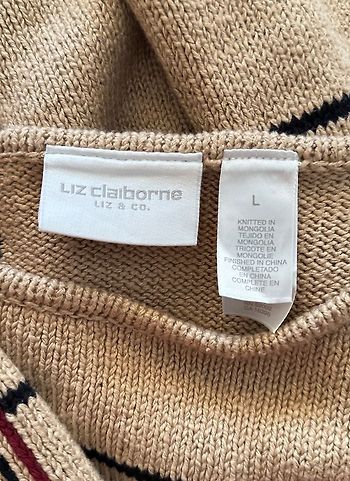 LIZ claiborne
LIZ & CO.
L
KNITTED IN
MONGOLIA
TEJIDO EN
MONGOLIA
TRICOTE EN
MONGOLIE
FINISHED IN CHINA
COMPLETADO
EN CHINA
COMPLETE EN
CHINE